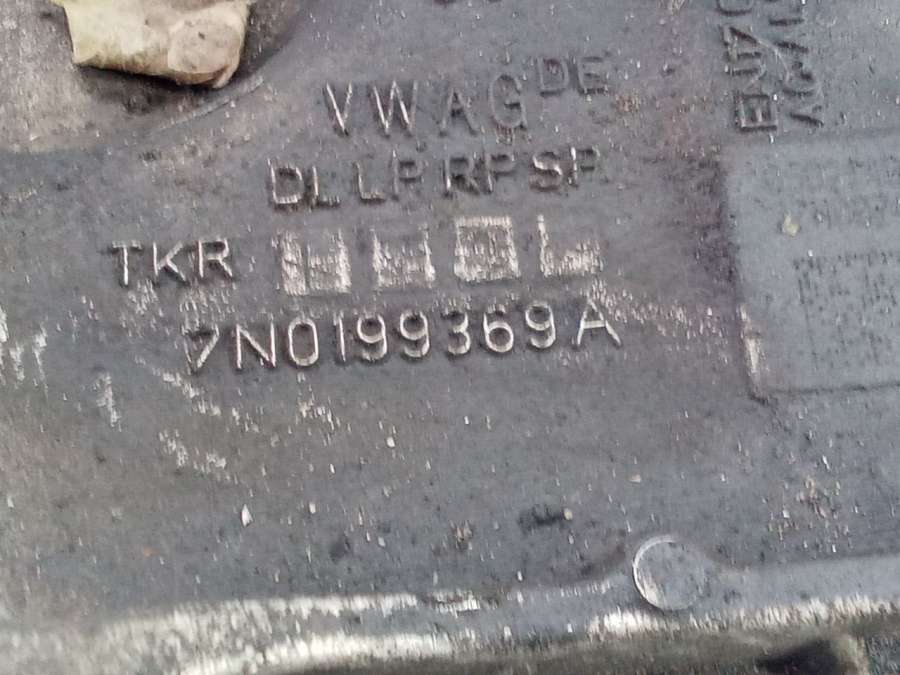 VWAG DE
DL LP RP SP
TKR
7N0199369A